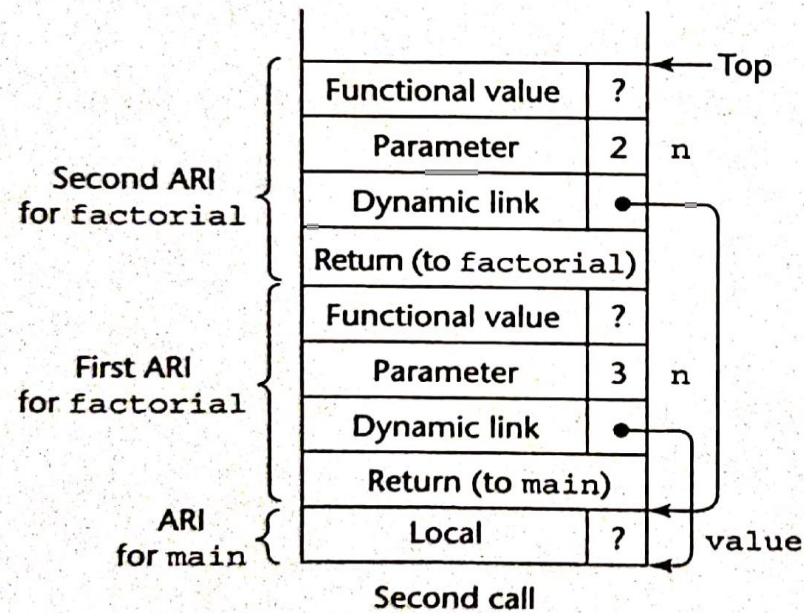 Top
Functional value ?
Parameter 2 n
Second ARI
for factorial
Dynamic link
Return (to factorial)
Functional value ?
First ARI
for factorial
Parameter 3 n
Dynamic link
Return (to main)
ARI
for main
Local ? value
Second call